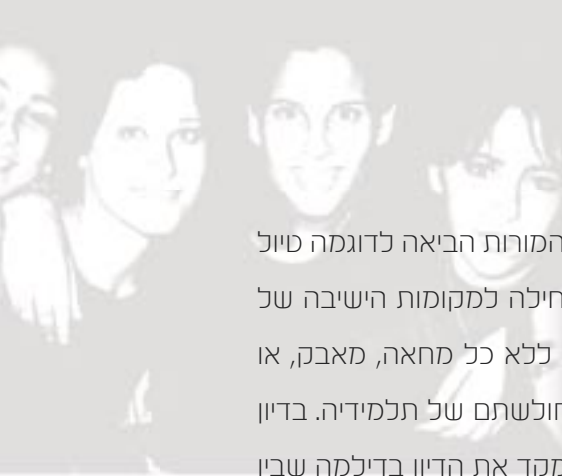 המורות הביאה לדוגמה טיול
חילה למקומות הישיבה של
ללא כל מחאה, מאבק, או
חולשתם של תלמידיה. בדיון
מקד את הדיון בדילמה שבין